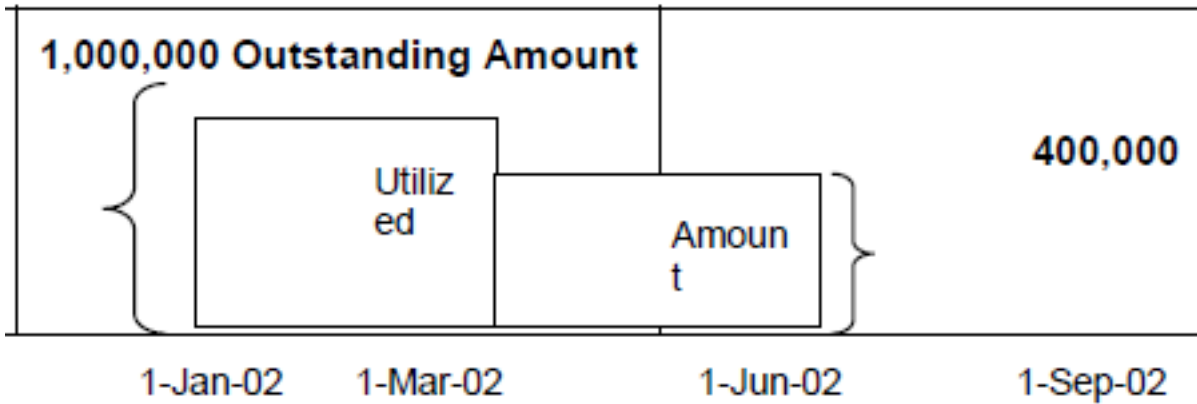 1,000,000 Outstanding Amount
400,000
Utiliz
ed
Amoun
t
1-Jan-02 1-Mar-02 1-Jun-02 1-Sep-02